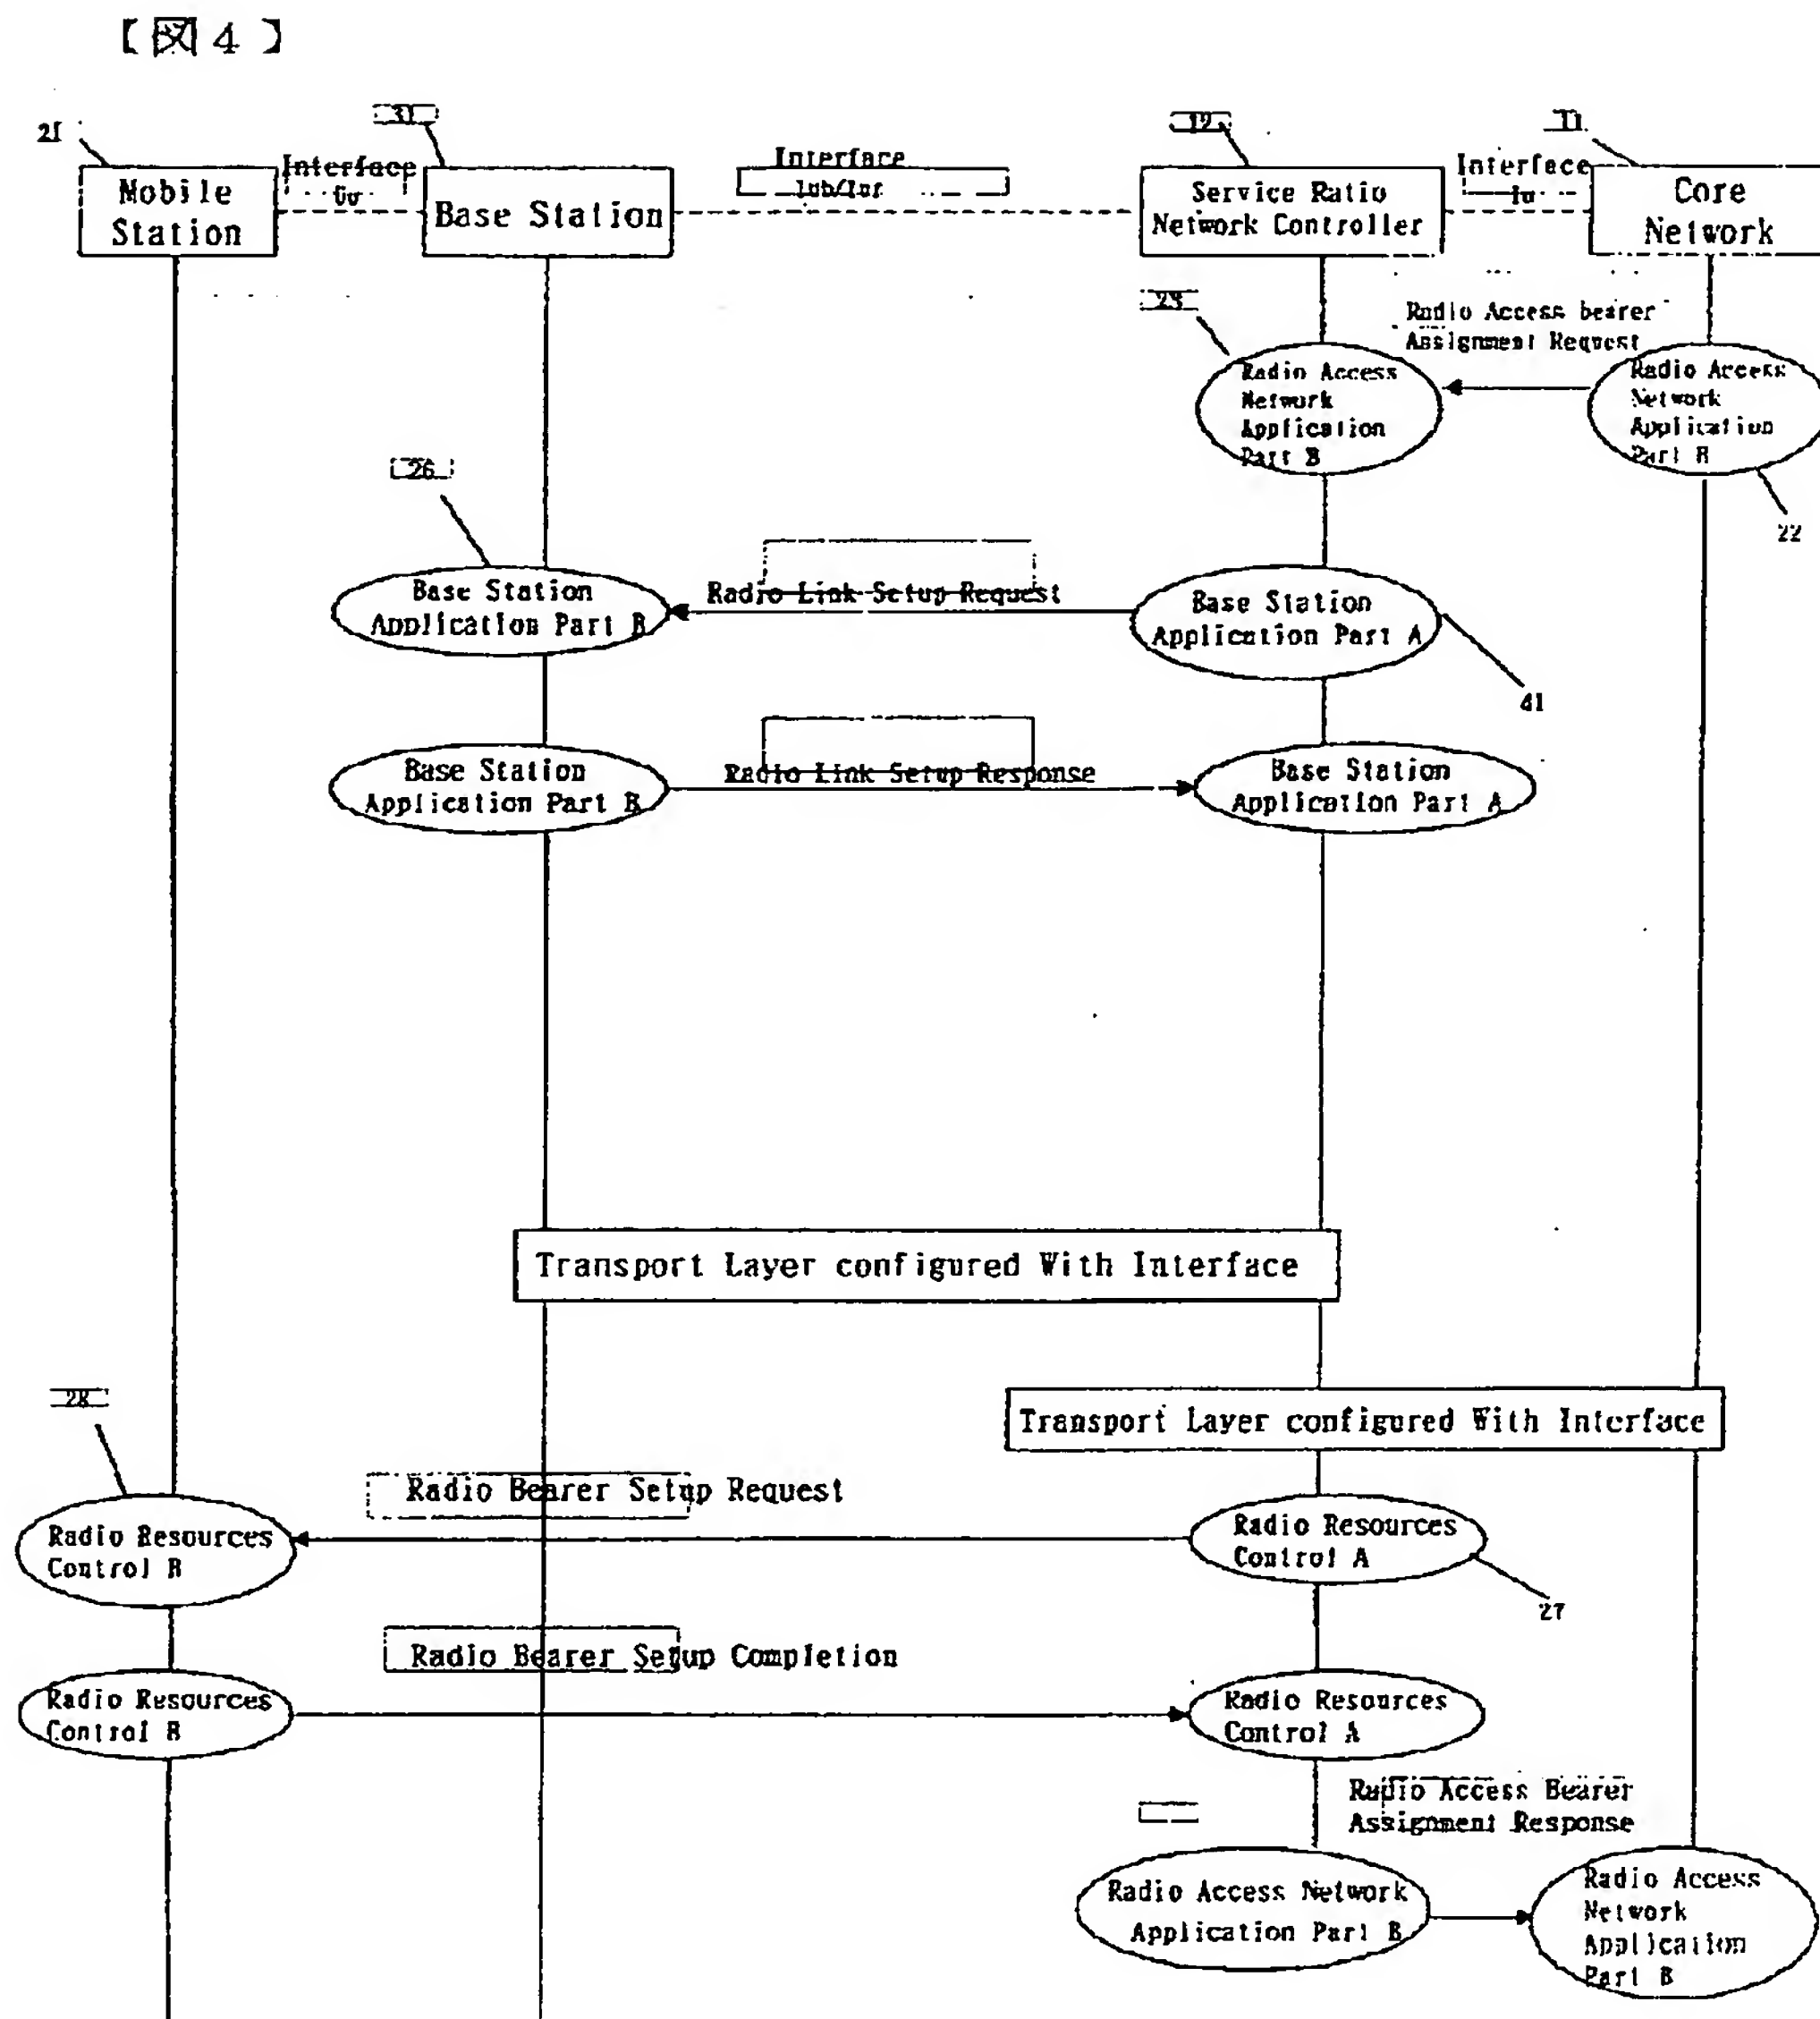 【図4】
21
31
19
11
Mobile
Station
Interface
Uu
Base Station
Interface
Iub/Iur
Service Ratio
Network Controller
Interface
Iu
Core
Network
23
Radio Access bearer
Assignment Request
Radio Access
Network
Application
Part B
Radio Access
Network
Application
Part B
22
26
Base Station
Application Part B
Radio Link Setup Request
Base Station
Application Part A
41
Base Station
Application Part B
Radio Link Setup Response
Base Station
Application Part A
Transport Layer configured With Interface
Transport Layer configured With Interface
28
Radio Bearer Setup Request
Radio Resources
Control B
Radio Resources
Control A
27
Radio Bearer Setup Completion
Radio Resources
Control B
Radio Resources
Control A
Radio Access Bearer
Assignment Response
Radio Access Network
Application Part B
Radio Access
Network
Application
Part B